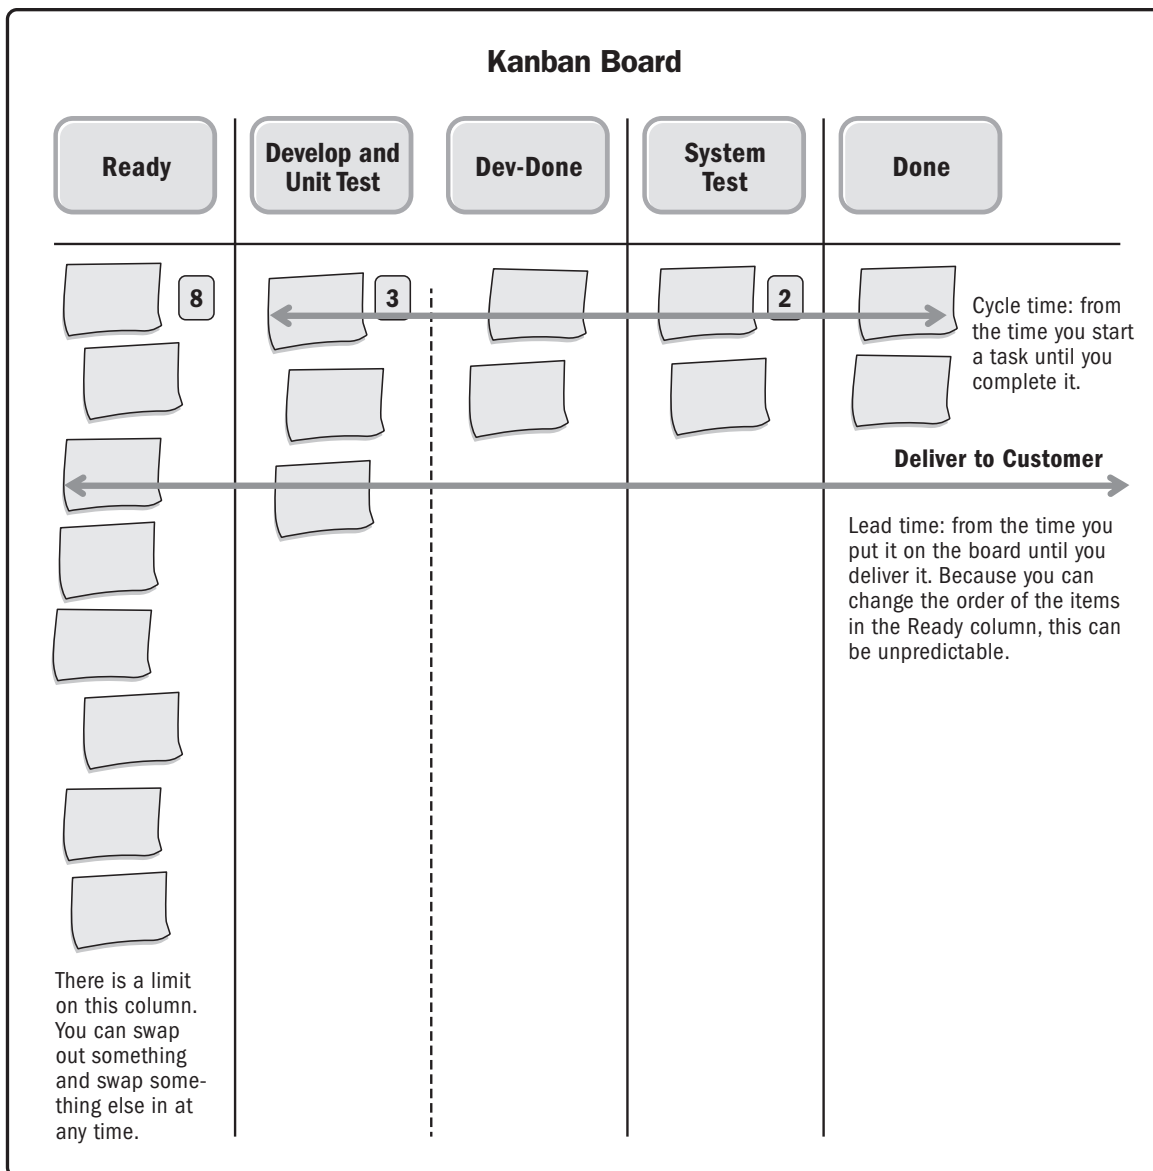 Kanban Board
Ready
Develop and
Unit Test
Dev-Done
System
Test
Done
8
3
2
Cycle time: from
the time you start
a task until you
complete it.
Deliver to Customer
Lead time: from the time you
put it on the board until you
deliver it. Because you can
change the order of the items
in the Ready column, this can
be unpredictable.
There is a limit
on this column.
You can swap
out something
and swap some-
thing else in at
any time.